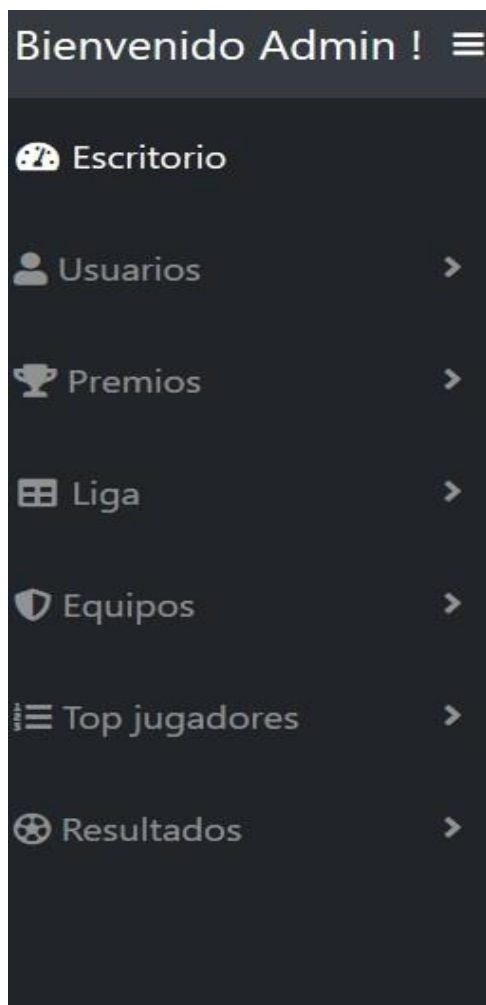 Bienvenido Admin !
Escritorio
Usuarios
Premios
Liga
Equipos
Top jugadores
Resultados